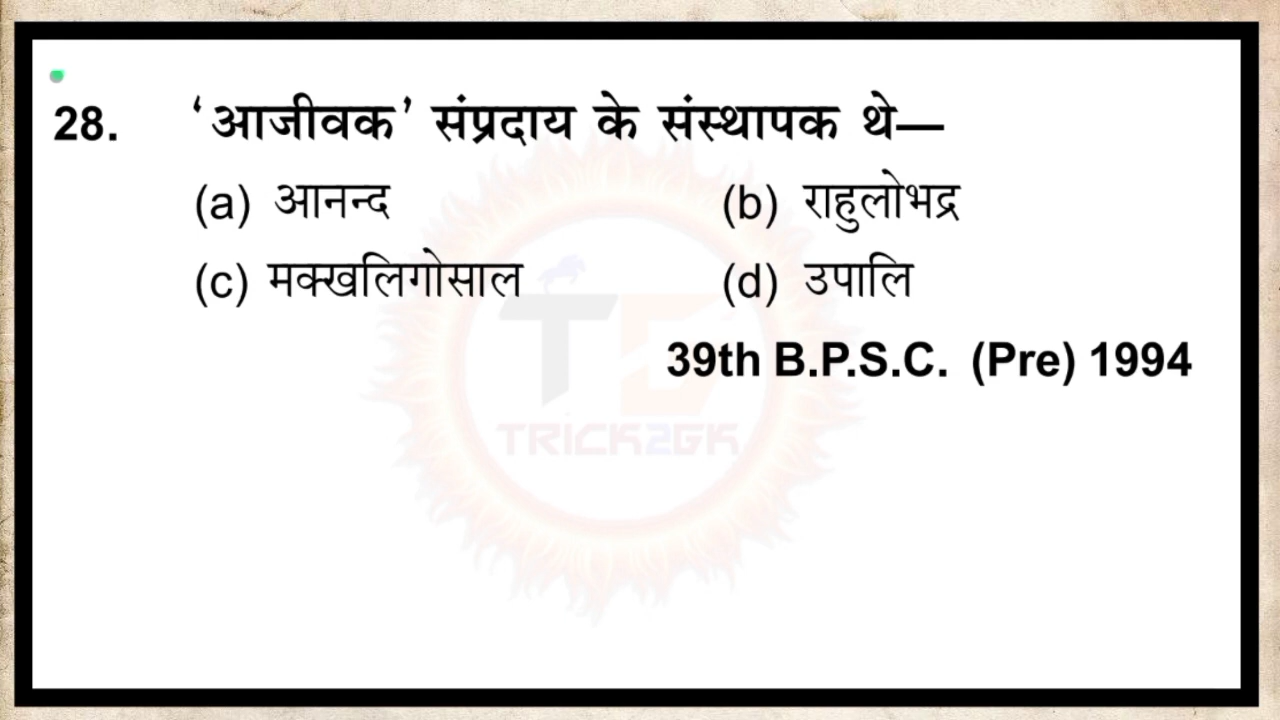 28. ‘आजीवक’ संप्रदाय के संस्थापक थे—
(a) आनन्द (b) राहुलोभद्र
(c) मक्खलिगोसाल (d) उपालि
39th B.P.S.C. (Pre) 1994
TRICK2GK